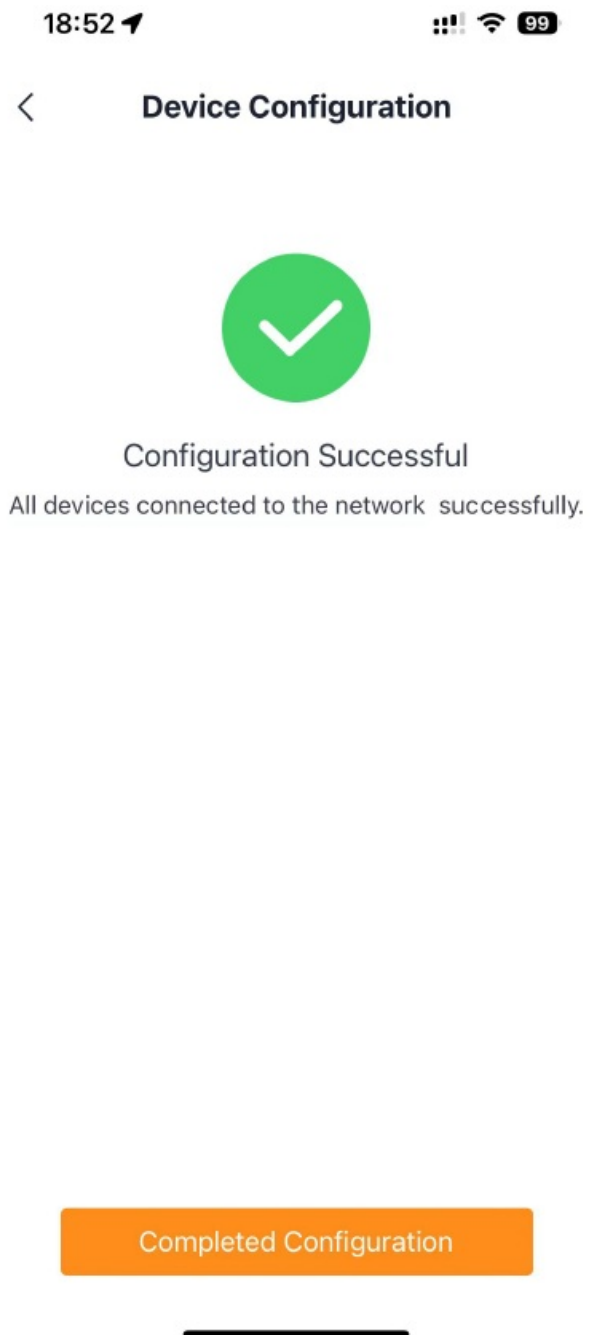 18:52 99
Device Configuration
Configuration Successful
All devices connected to the network  successfully.
Completed Configuration